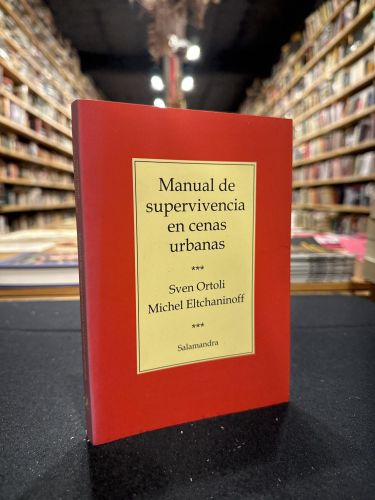 Manual de
supervivencia
en cenas
urbanas
***
Sven Ortoli
Michel Eltchaninoff
***
Salamandra